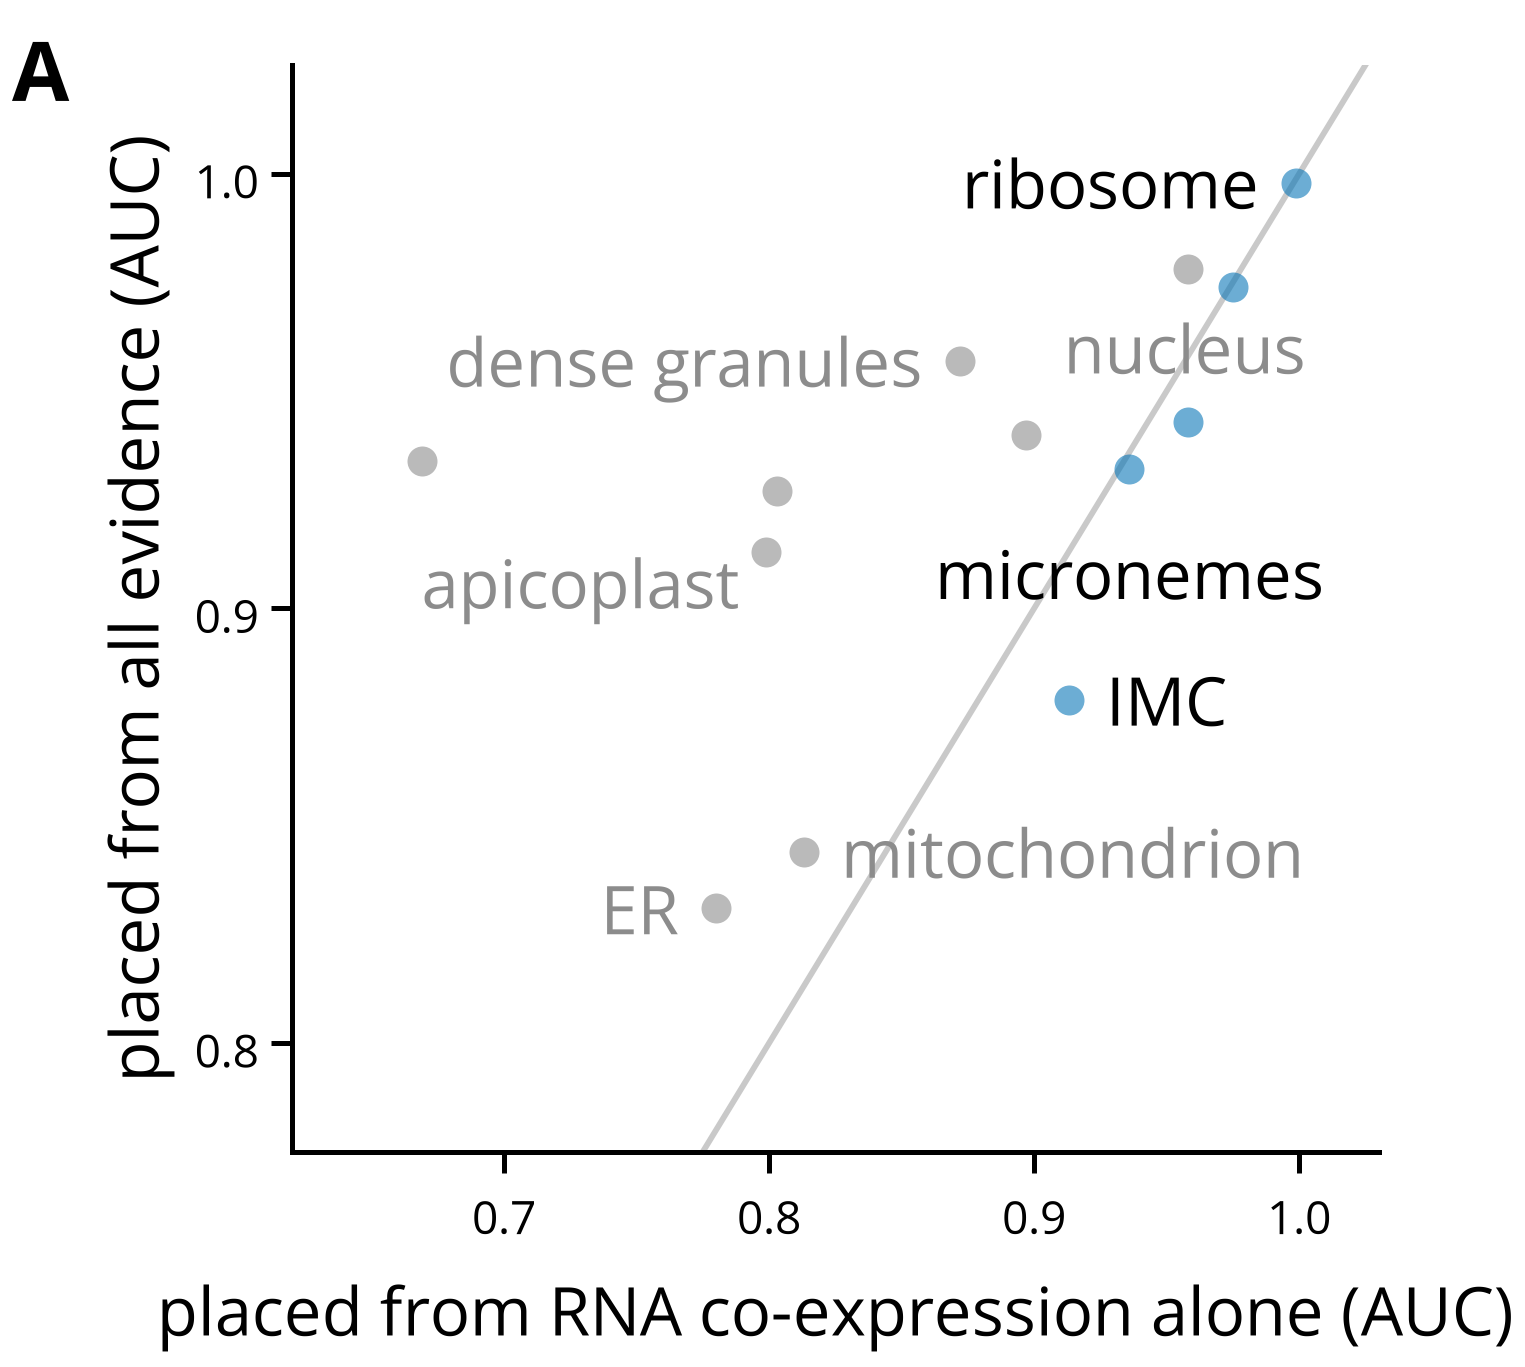 A
placed from all evidence (AUC)
1.0
0.9
0.8
ribosome
nucleus
dense granules
apicoplast
micronemes
IMC
mitochondrion
ER
0.7
0.8
0.9
1.0
placed from RNA co-expression alone (AUC)